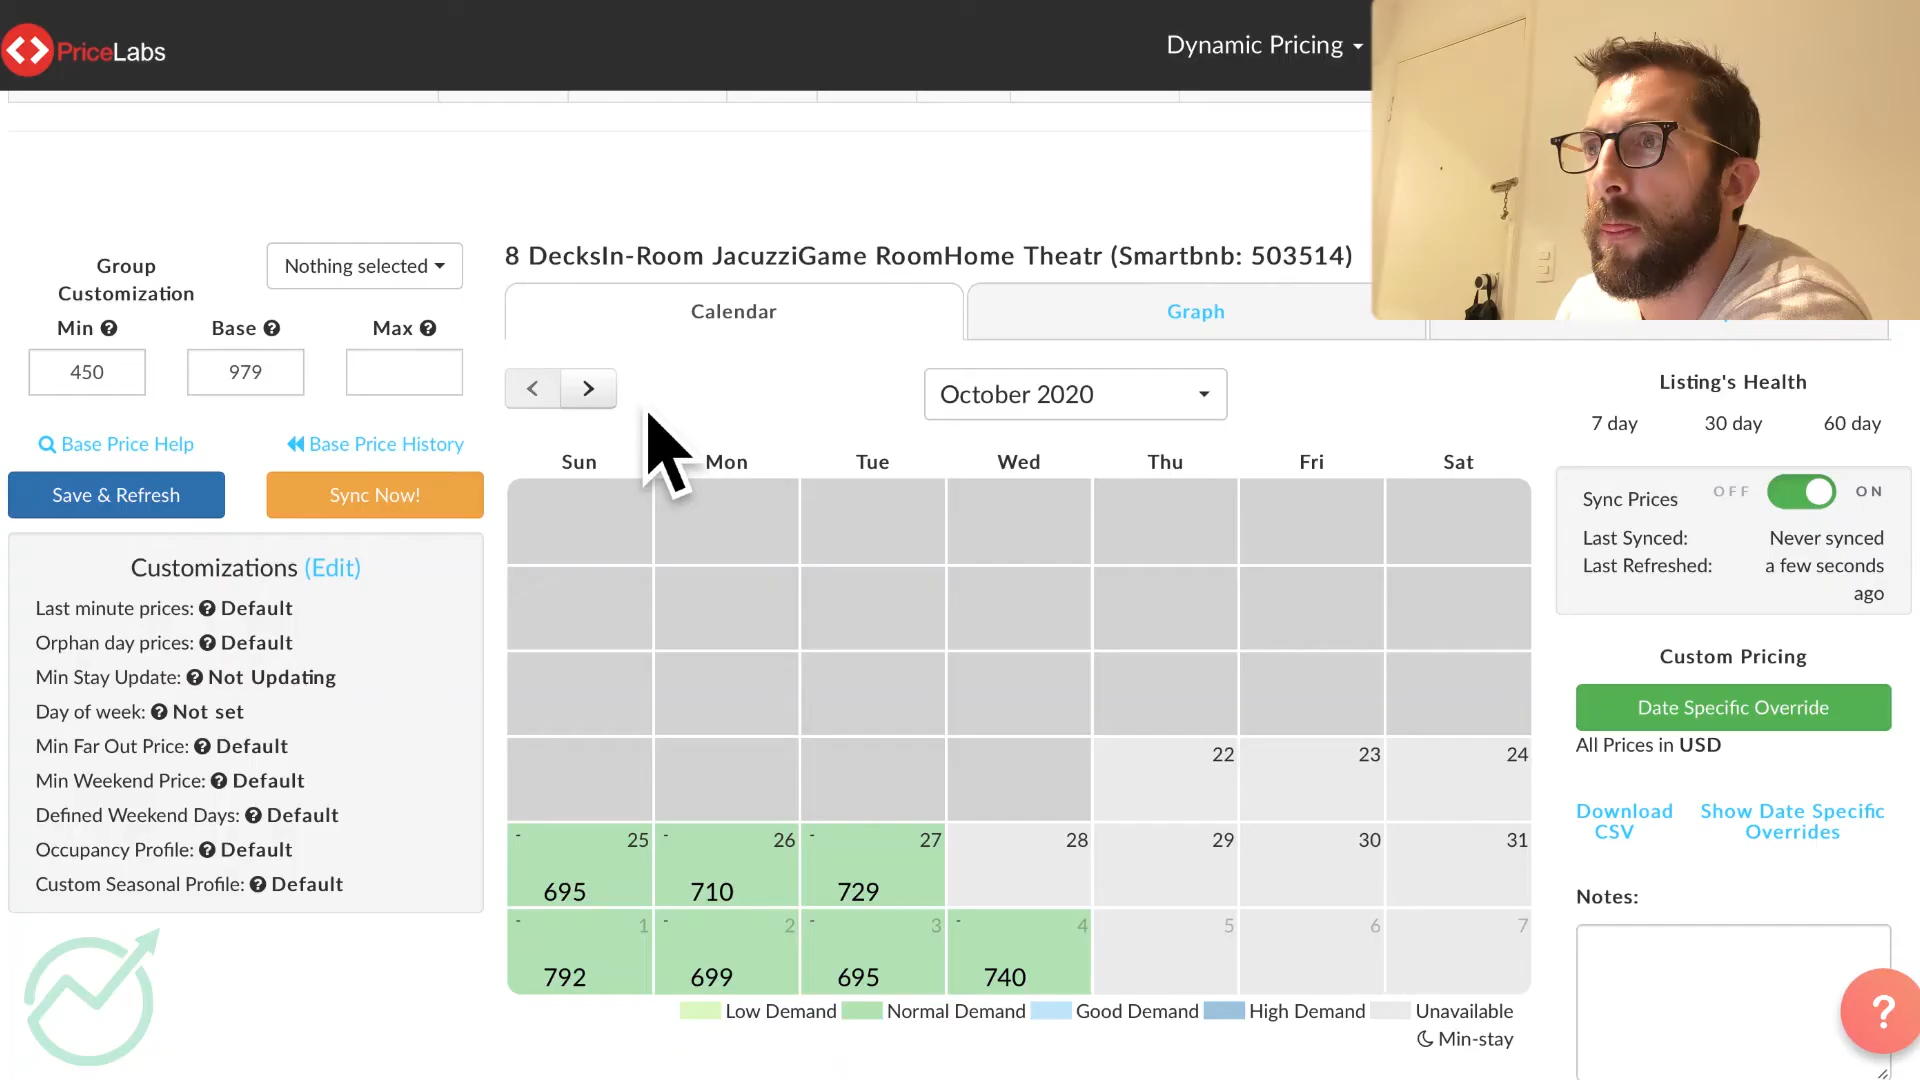 PriceLabs
Dynamic Pricing
Group Customization
Nothing selected
Min
Base
Max
450
979
Base Price Help
Base Price History
Save & Refresh
Sync Now!
Customizations (Edit)
Last minute prices: Default
Orphan day prices: Default
Min Stay Update: Not Updating
Day of week: Not set
Min Far Out Price: Default
Min Weekend Price: Default
Defined Weekend Days: Default
Occupancy Profile: Default
Custom Seasonal Profile: Default
8 DecksIn-Room JacuzziGame RoomHome Theatr (Smartbnb: 503514)
Calendar
Graph
October 2020
Sun Mon Tue Wed Thu Fri Sat
22 23 24
- 25 - 26 - 27 28 29 30 31
695 710 729
- 1 - 2 - 3 - 4 5 6 7
792 699 695 740
Low Demand Normal Demand Good Demand High Demand Unavailable
Min-stay
Listing's Health
7 day 30 day 60 day
Sync Prices OFF ON
Last Synced: Never synced
Last Refreshed: a few seconds
ago
Custom Pricing
Date Specific Override
All Prices in USD
Download
CSV
Show Date Specific
Overrides
Notes:
?